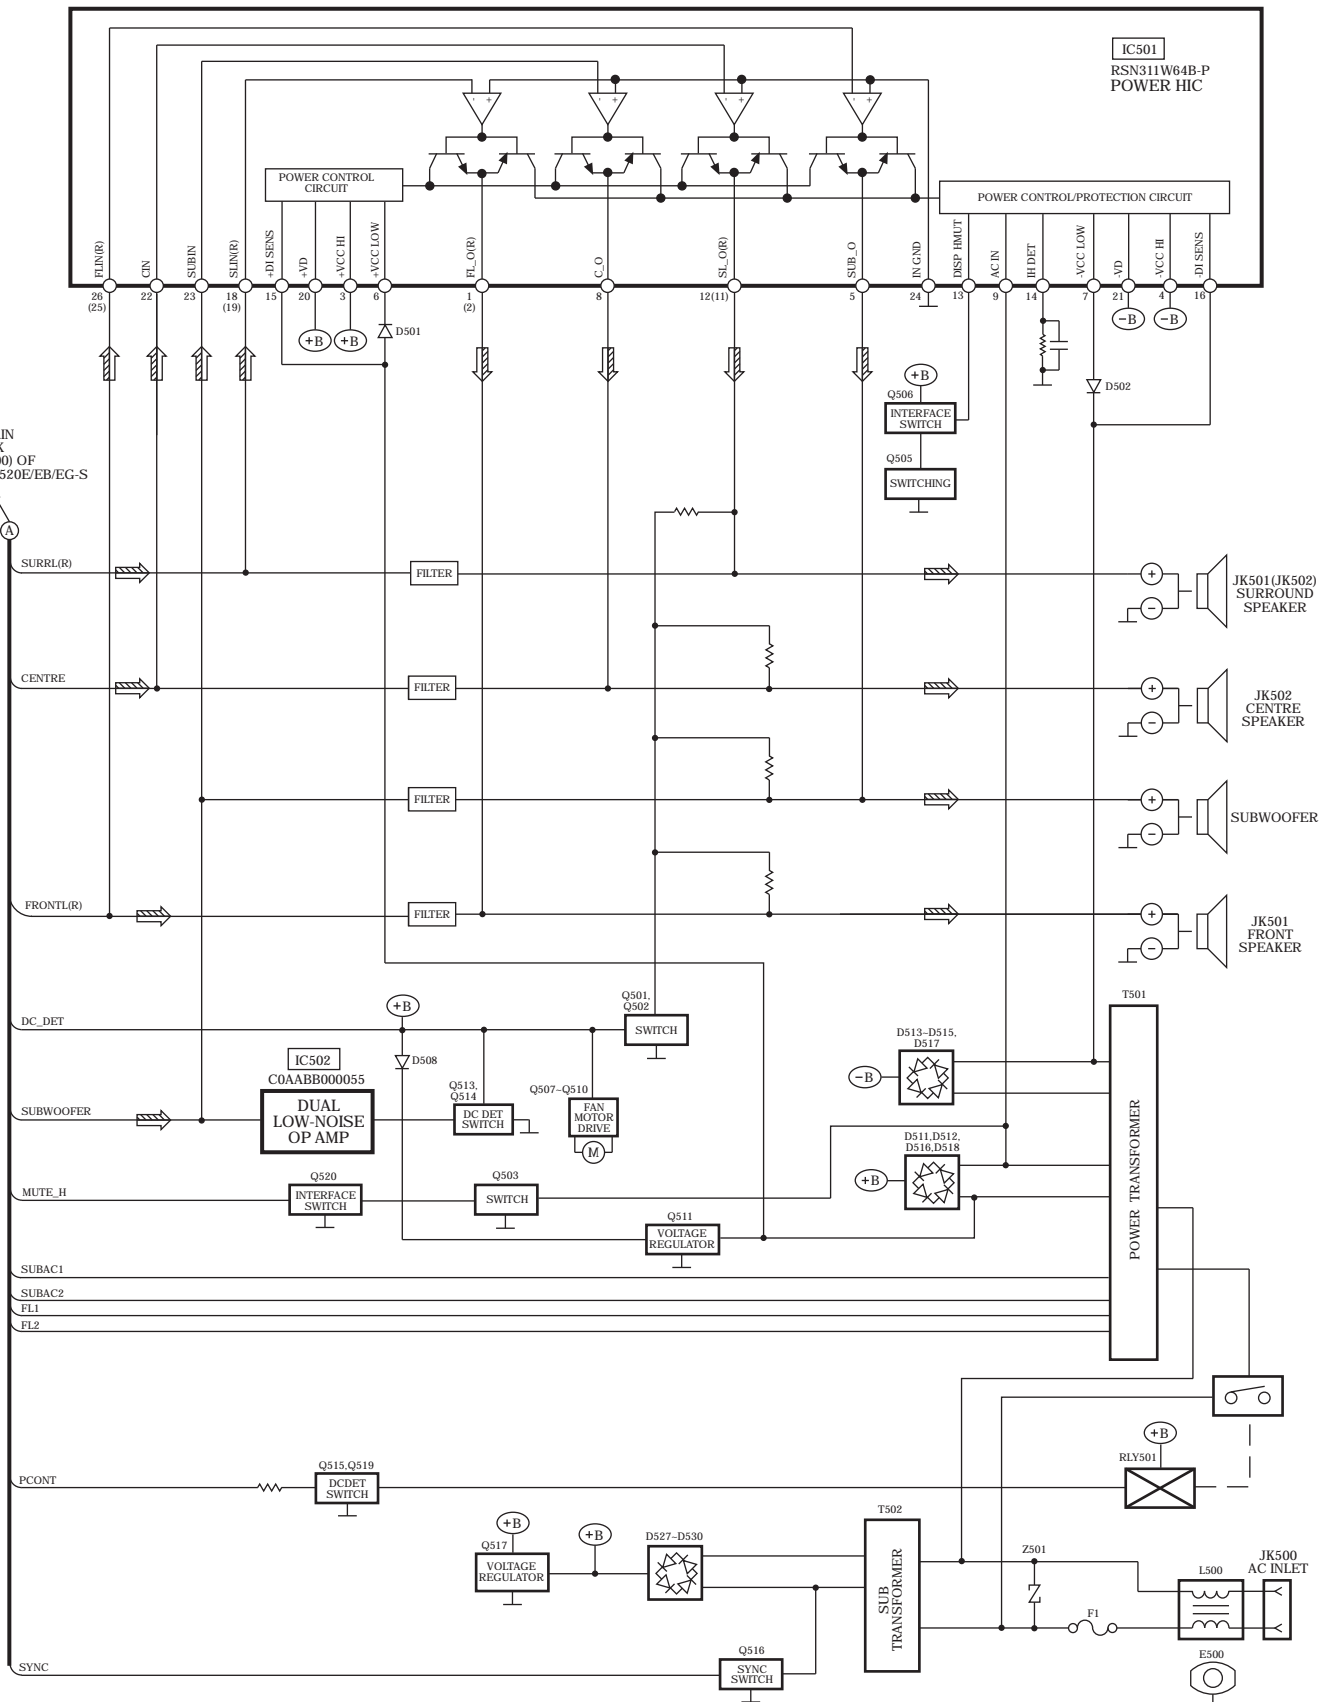 IC501
RSN311W64B-P
POWER HIC
- +
- +
- +
- +
POWER CONTROL
CIRCUIT
POWER CONTROL/PROTECTION CIRCUIT
FLIN(R)
CIN
SUBIN
SLIN(R)
+DI SENS
+VD
+VCC HI
+VCC LOW
FL_O(R)
C_O
SL_O(R)
SUB_O
IN GND
DISP HMUT
AC IN
IH DET
-VCC LOW
-VD
-VCC HI
-DI SENS
26
(25)
22
23
18
(19)
15
20
3
6
1
(2)
8
12(11)
5
24
13
9
14
7
21
4
16
+B
+B
D501
-B
-B
+B
Q506
INTERFACE
SWITCH
D502
Q505
SWITCHING
IN
K
00) OF
520E/EB/EG-S
A
SURRL(R)
FILTER
+
-
JK501(JK502)
SURROUND
SPEAKER
CENTRE
FILTER
+
-
JK502
CENTRE
SPEAKER
FILTER
+
-
SUBWOOFER
FRONTL(R)
FILTER
+
-
JK501
FRONT
SPEAKER
DC_DET
+B
D508
Q501,
Q502
SWITCH
T501
POWER TRANSFORMER
D513~D515,
D517
-B
IC502
C0AABB000055
SUBWOOFER
DUAL
LOW-NOISE
OP AMP
Q513,
Q514
DC DET
SWITCH
Q507~Q510
FAN
MOTOR
DRIVE
M
D511,D512,
D516,D518
+B
MUTE_H
Q520
INTERFACE
SWITCH
Q503
SWITCH
Q511
VOLTAGE
REGULATOR
SUBAC1
SUBAC2
FL1
FL2
+B
RLY501
PCONT
Q515,Q519
DCDET
SWITCH
+B
Q517
VOLTAGE
REGULATOR
+B
D527~D530
T502
SUB
TRANSFORMER
Z501
F1
L500
JK500
AC INLET
E500
SYNC
Q516
SYNC
SWITCH